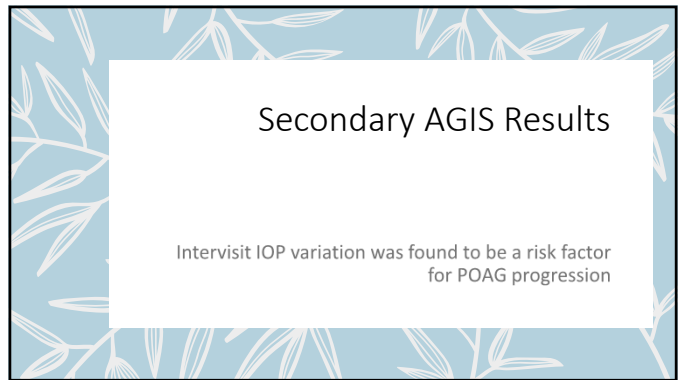 Secondary AGIS Results
Intervisit IOP variation was found to be a risk factor
for POAG progression